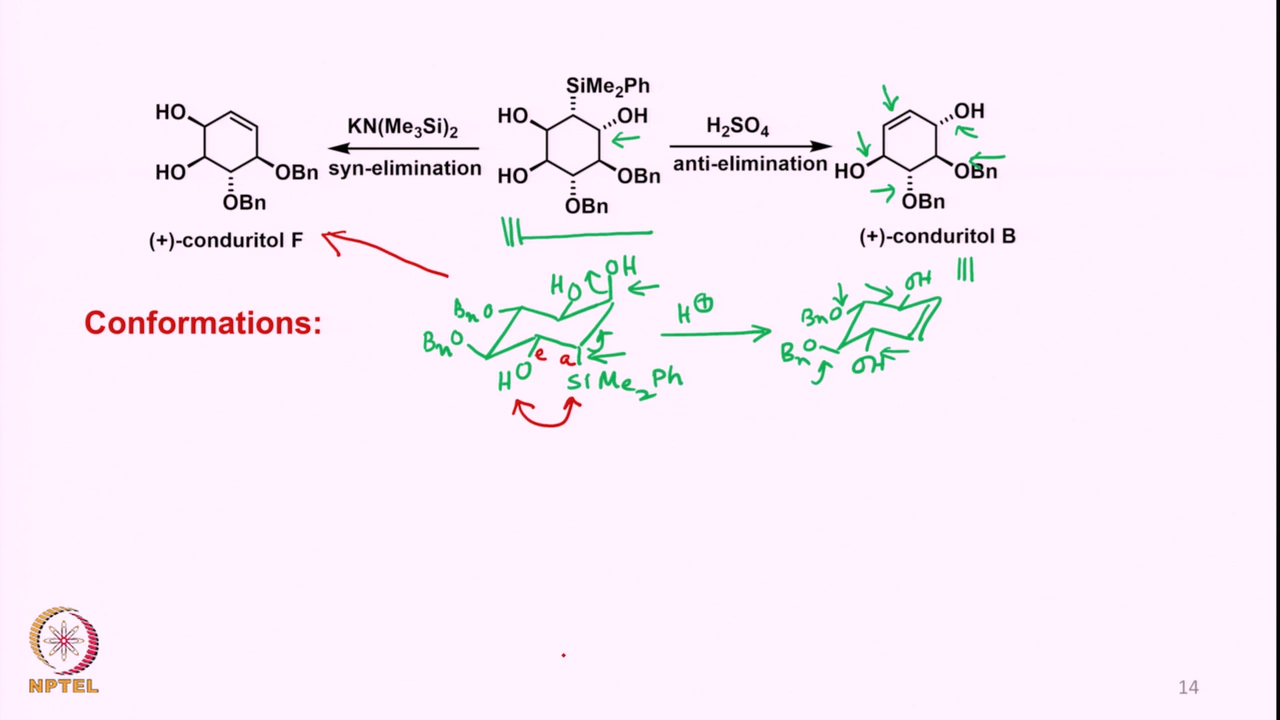 SiMe2Ph
HO HO OH
KN(Me3Si)2 H2SO4 OH
syn-elimination anti-elimination
HO OBn HO OBn HO OBn
OBn OBn OBn
(+)-conduritol F (+)-conduritol B
HO OH
Conformations:
BnO BnO
H⊕
OH
BnO BnO
e a
HO SiMe2Ph
OH
NPTEL
14